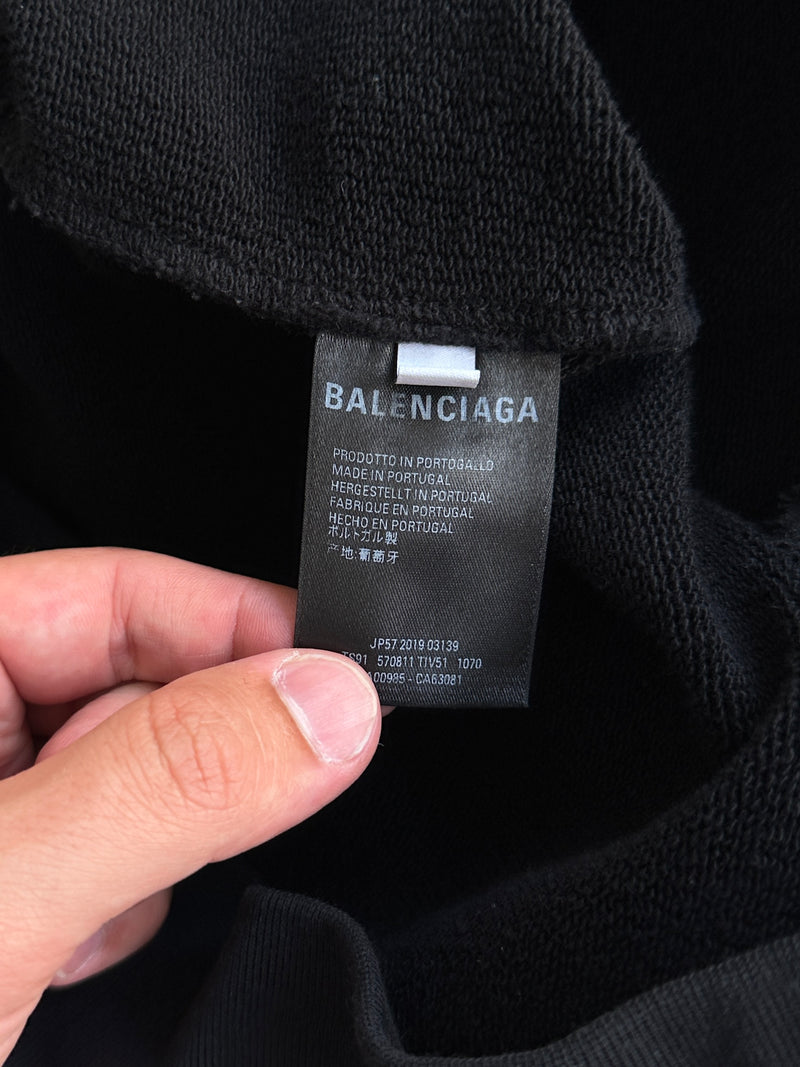 BALENCIAGA
PRODOTTO IN PORTOGALLO
MADE IN PORTUGAL
HERGESTELLT IN PORTUGAL
FABRIQUE EN PORTUGAL
HECHO EN PORTUGAL
ポルトガル製
产地:葡萄牙
JP57 2019 03139
570811 TIV51 1070
CA63081